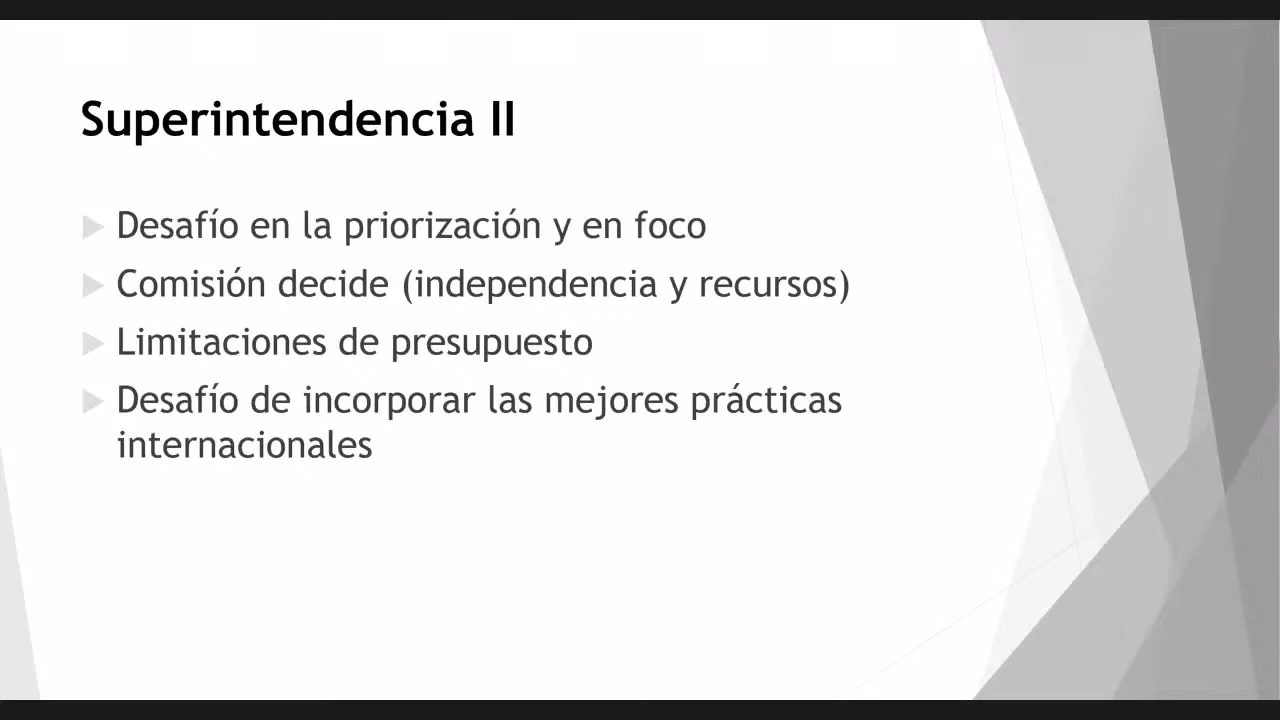 Superintendencia II
Desafío en la priorización y en foco
Comisión decide (independencia y recursos)
Limitaciones de presupuesto
Desafío de incorporar las mejores prácticas
internacionales